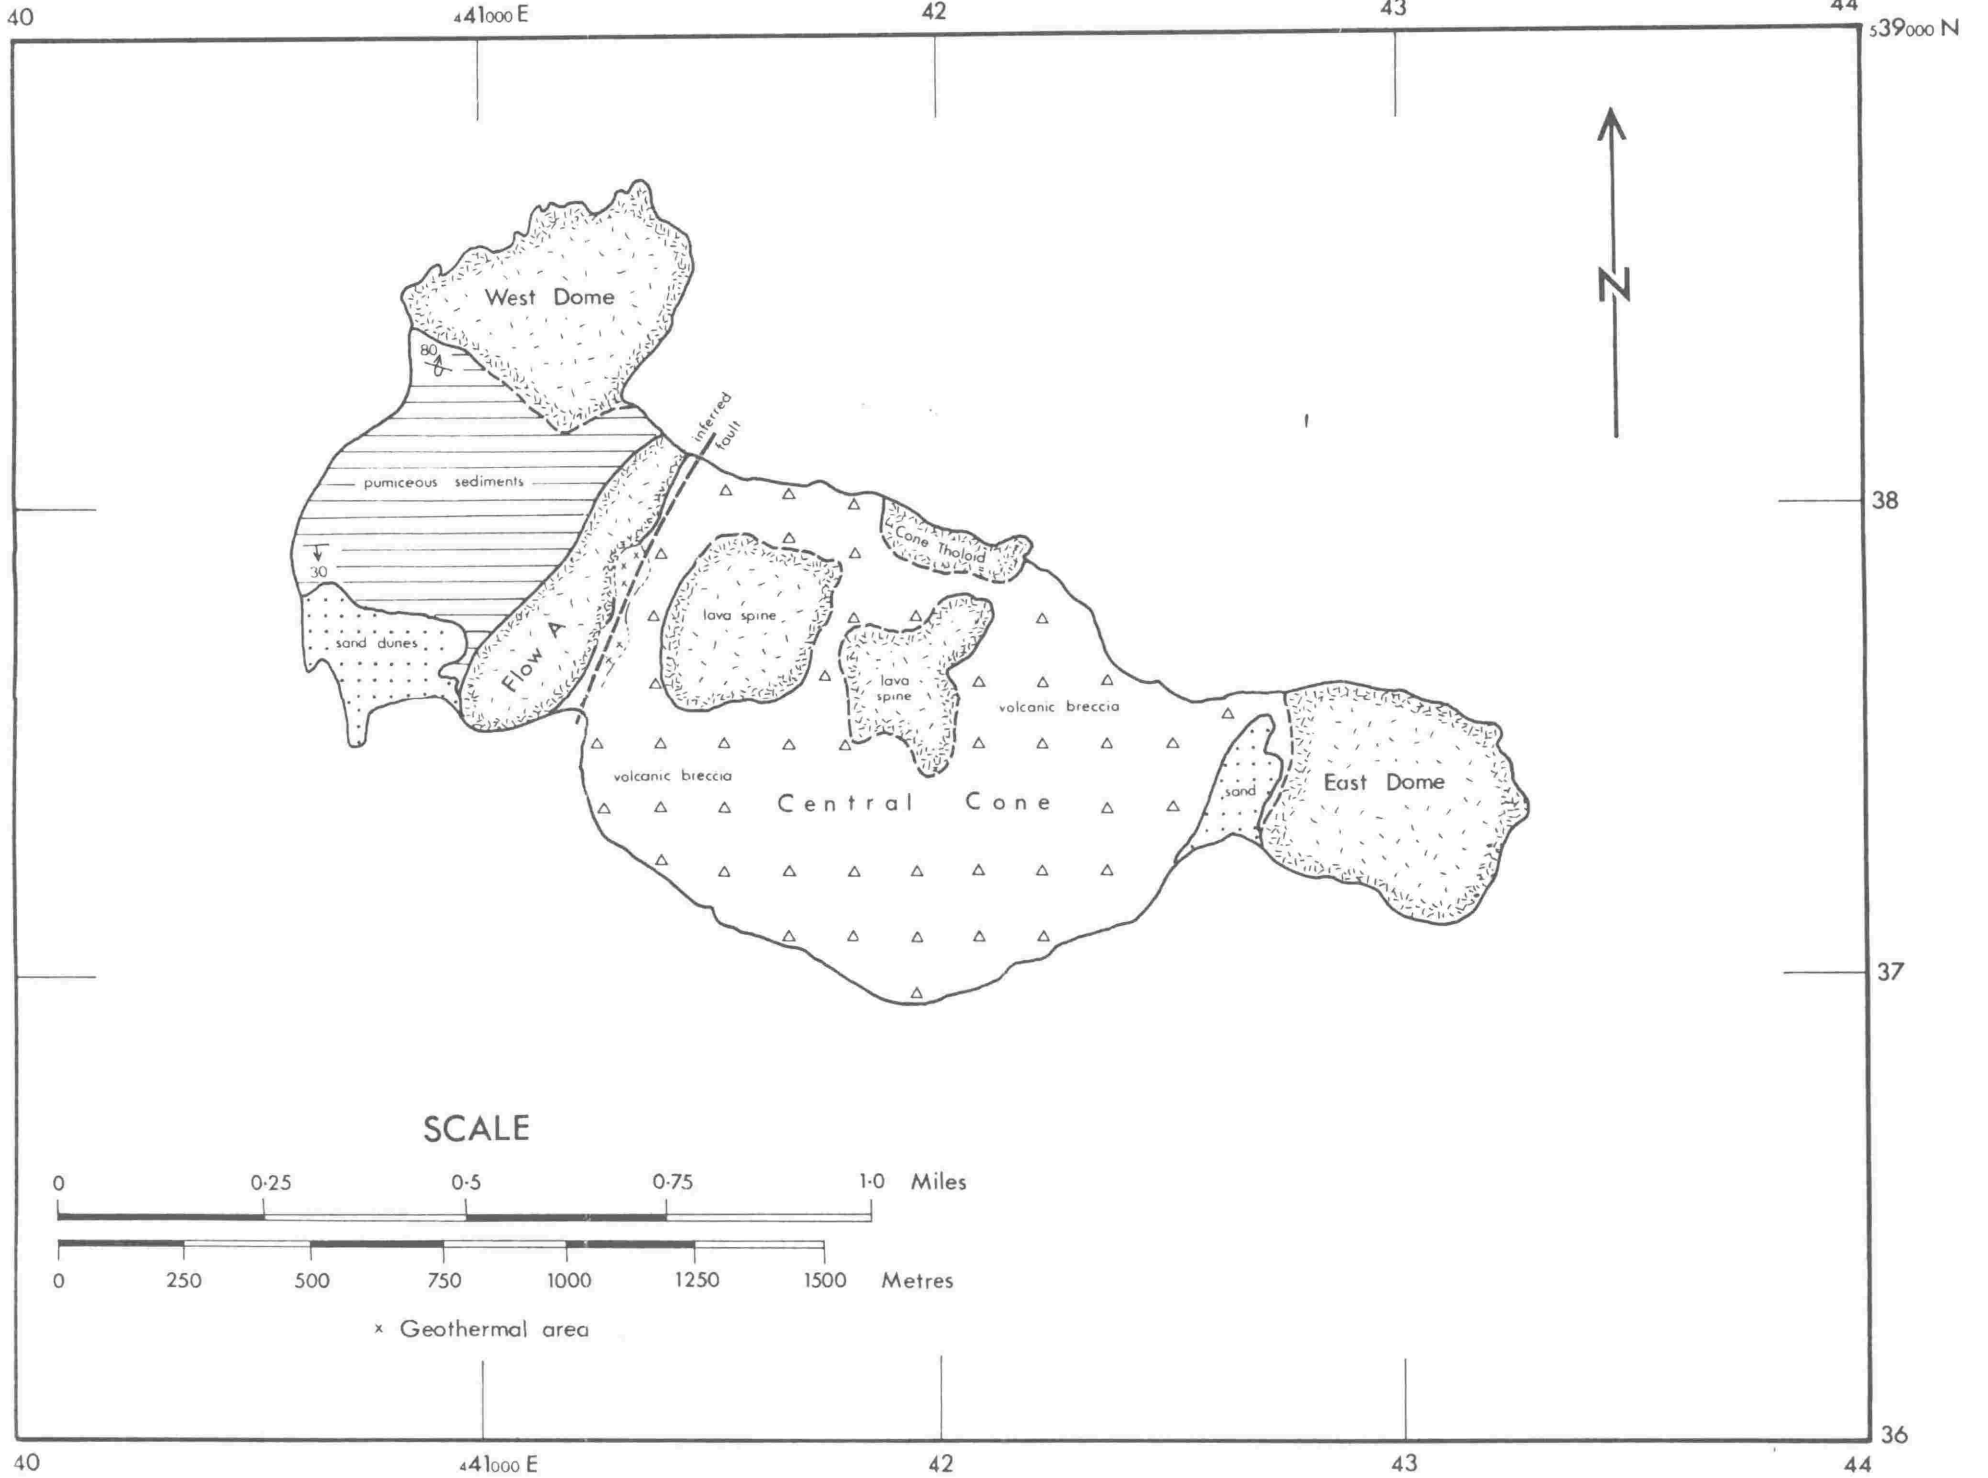 40 441000 E 42 43 44
539000 N
West Dome
80
inferred
fault
pumiceous sediments
38
Cone Tholoid
30
lava spine
sand dunes
Flow A
lava
spine
volcanic breccia
volcanic breccia
East Dome
sand
Central Cone
N
37
SCALE
0 0·25 0·5 0·75 1·0 Miles
0 250 500 750 1000 1250 1500 Metres
x Geothermal area
36
40 441000 E 42 43 44